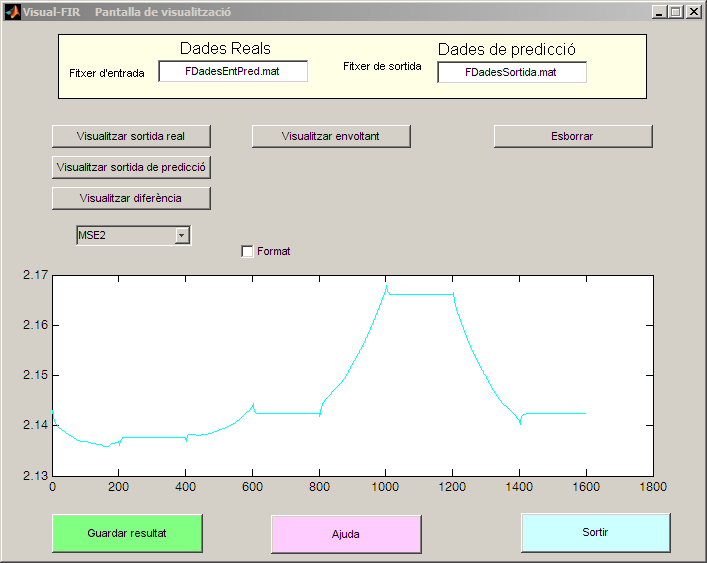 Visual-FIR Pantalla de visualització
Dades Reals
Dades de predicció
Fitxer d'entrada
FDadesEntPred.mat
Fitxer de sortida
FDadesSortida.mat
Visualitzar sortida real
Visualitzar envoltant
Esborrar
Visualitzar sortida de predicció
Visualitzar diferència
MSE2
Format
2.17
2.16
2.15
2.14
2.13
0 200 400 600 800 1000 1200 1400 1600 1800
Guardar resultat
Ajuda
Sortir